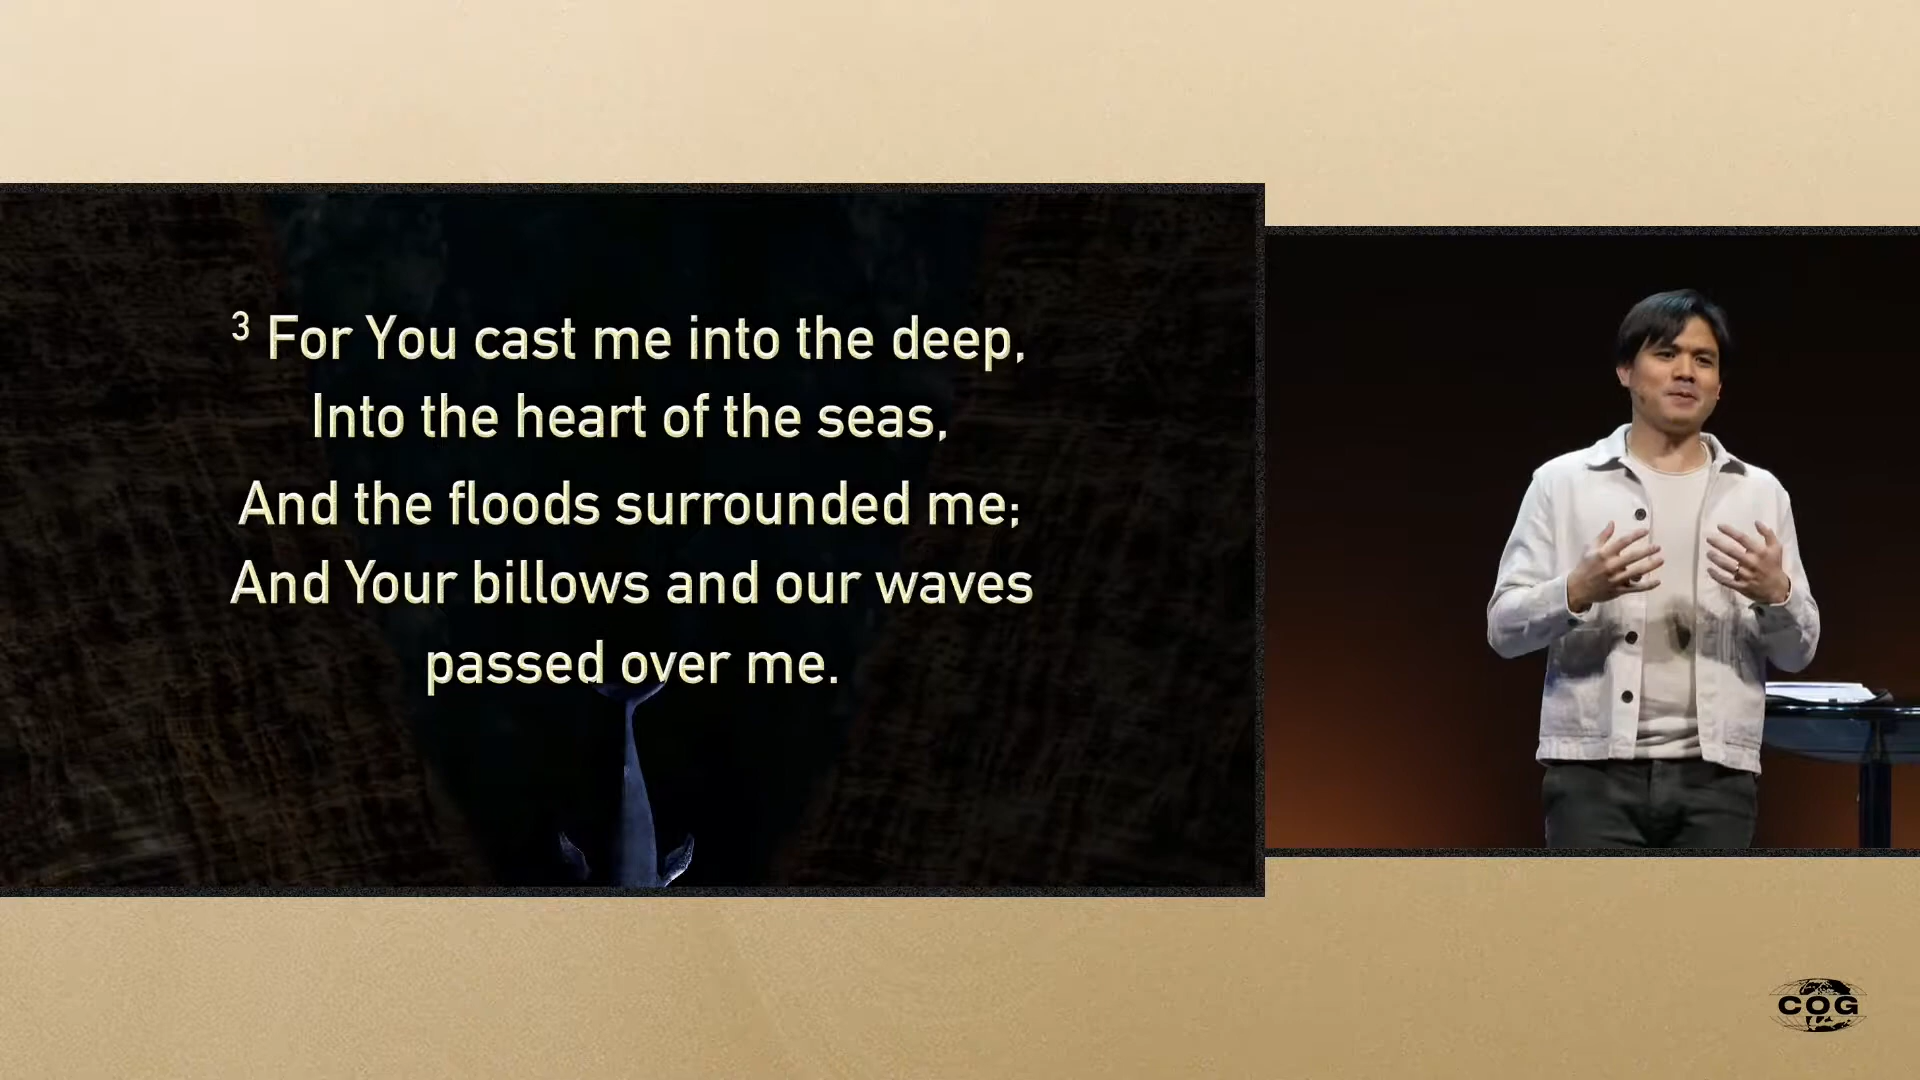 3 For You cast me into the deep,
Into the heart of the seas,
And the floods surrounded me;
And Your billows and our waves
passed over me.
COG